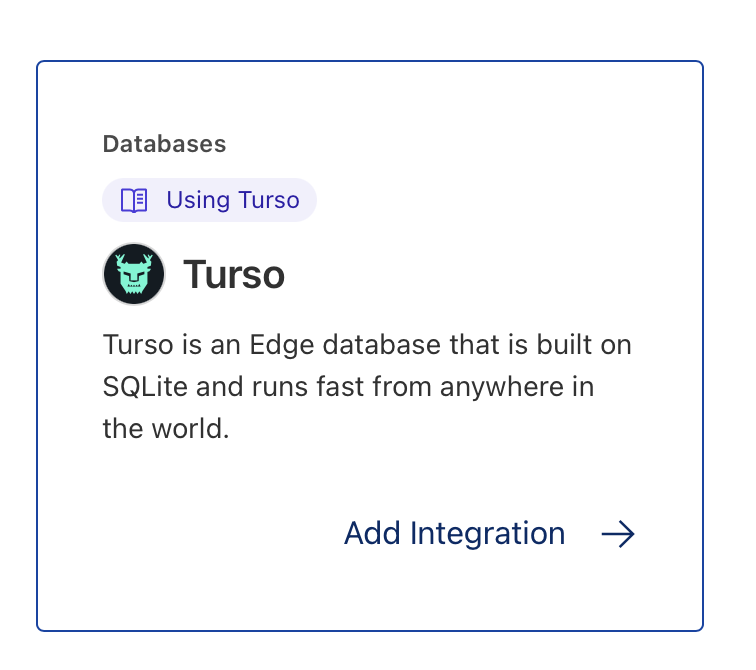 Databases
Using Turso
Turso
Turso is an Edge database that is built on
SQLite and runs fast from anywhere in
the world.
Add Integration